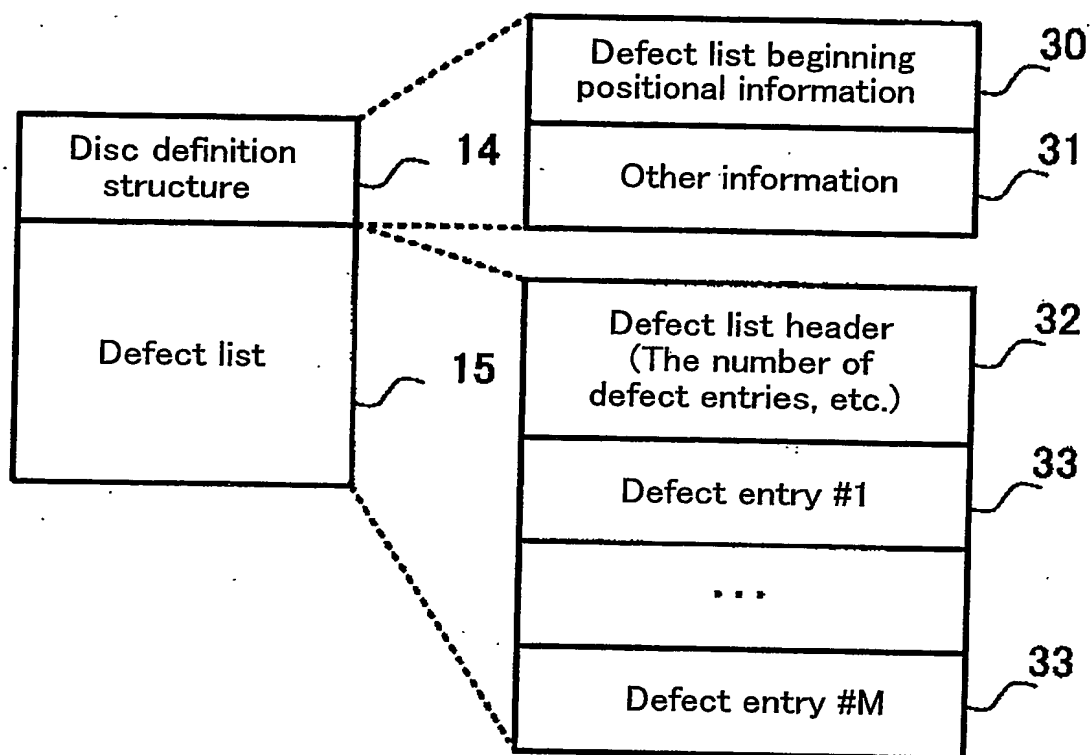 Disc definition
structure
14
Defect list
15
Defect list beginning
positional information
30
Other information
31
Defect list header
(The number of
defect entries, etc.)
32
Defect entry #1
33
...
Defect entry #M
33